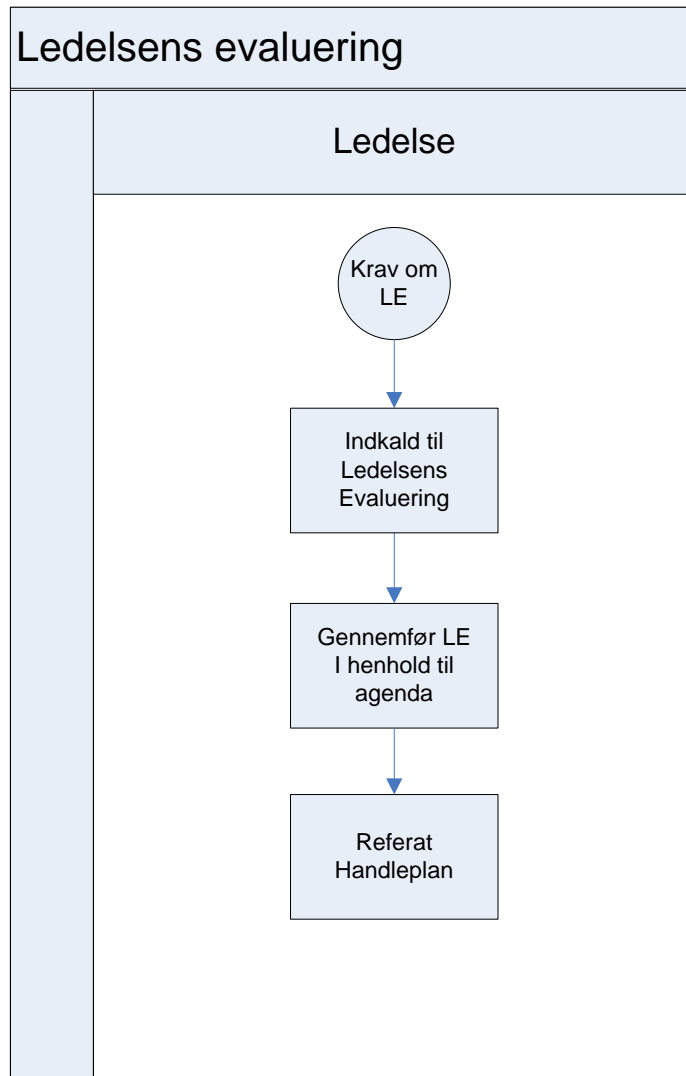 Ledelsens evaluering
Ledelse
Krav om
LE
Indkald til
Ledelsens
Evaluering
Gennemfør LE
I henhold til
agenda
Referat
Handleplan